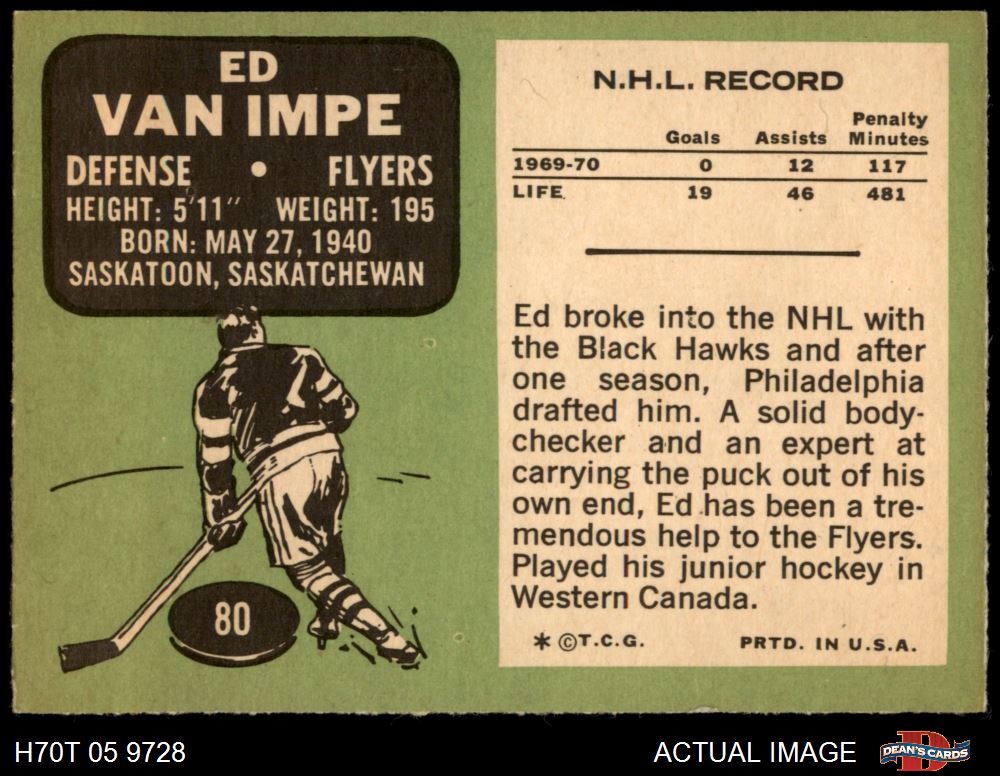 ED
VAN IMPE
DEFENSE • FLYERS
HEIGHT: 5'11" WEIGHT: 195
BORN: MAY 27, 1940
SASKATOON, SASKATCHEWAN
80
N.H.L. RECORD
Goals Assists Penalty Minutes
1969-70 0 12 117
LIFE 19 46 481
Ed broke into the NHL with
the Black Hawks and after
one season, Philadelphia
drafted him. A solid body-
checker and an expert at
carrying the puck out of his
own end, Ed has been a tre-
mendous help to the Flyers.
Played his junior hockey in
Western Canada.
* ©T.C.G. PRTD. IN U.S.A.
H70T 05 9728 ACTUAL IMAGE DEAN'S CARDS